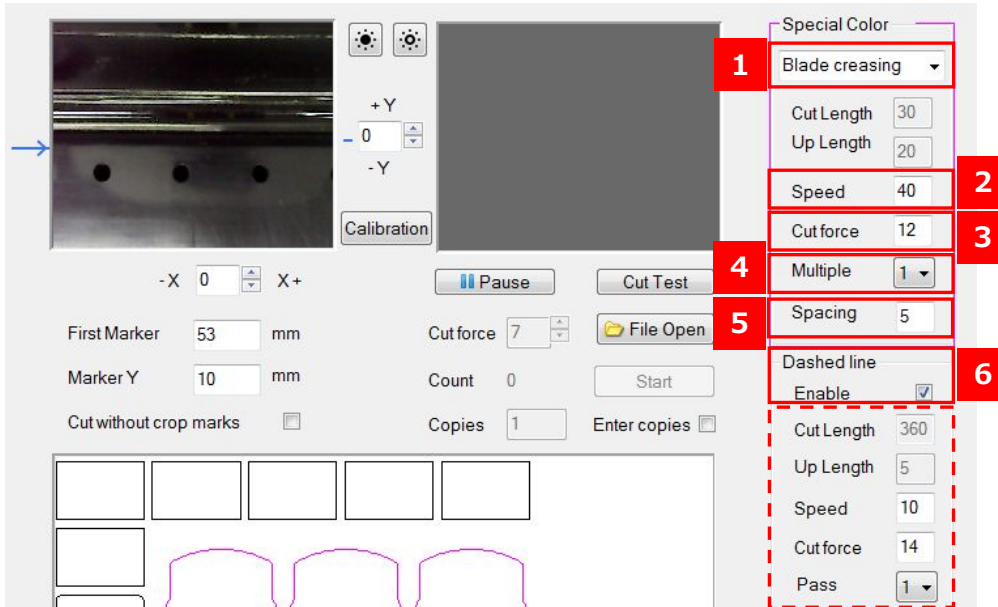 Special Color
1
Blade creasing
+ Y
0
- Y
Calibration
Cut Length 30
Up Length 20
Speed 40
2
Cut force 12
3
4
Multiple 1
5
Spacing 5
- X 0 X +
Pause
Cut Test
First Marker 53 mm
Cut force 7
File Open
Marker Y 10 mm
Count 0
Start
Cut without crop marks
Copies 1
Enter copies
Dashed line
6
Enable
Cut Length 360
Up Length 5
Speed 10
Cut force 14
Pass 1